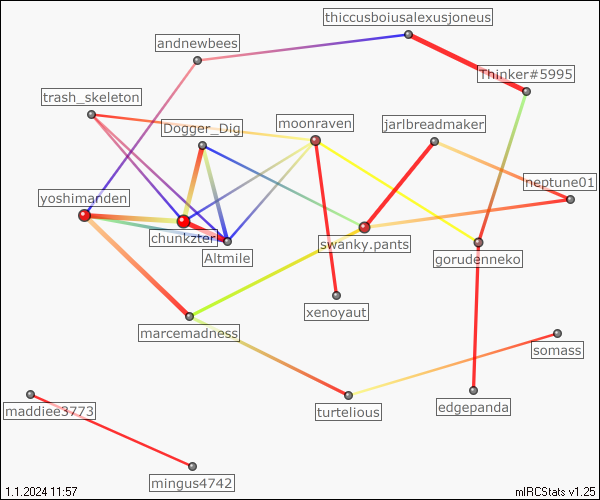 thiccusboiusalexusjoneus
andnewbees
Thinker#5995
trash_skeleton
Dogger_Dig
moonraven
jarlbreadmaker
neptune01
yoshimanden
chunkzter
swanky.pants
Altmile
gorudenneko
xenoyaut
marcemadness
somass
maddiee3773
turtelious
edgepanda
mingus4742
1.1.2024 11:57
mIRCStats v1.25